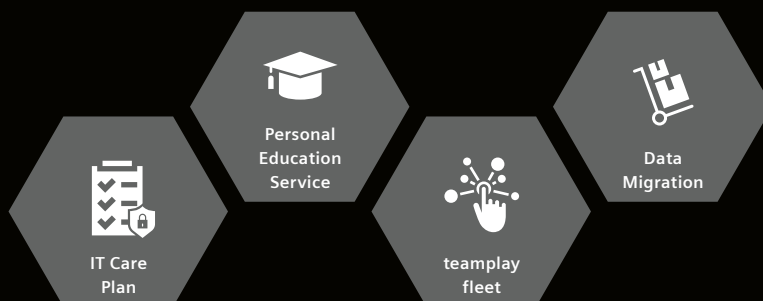 Personal
Education
Service
Data
Migration
IT Care
Plan
teamplay
fleet